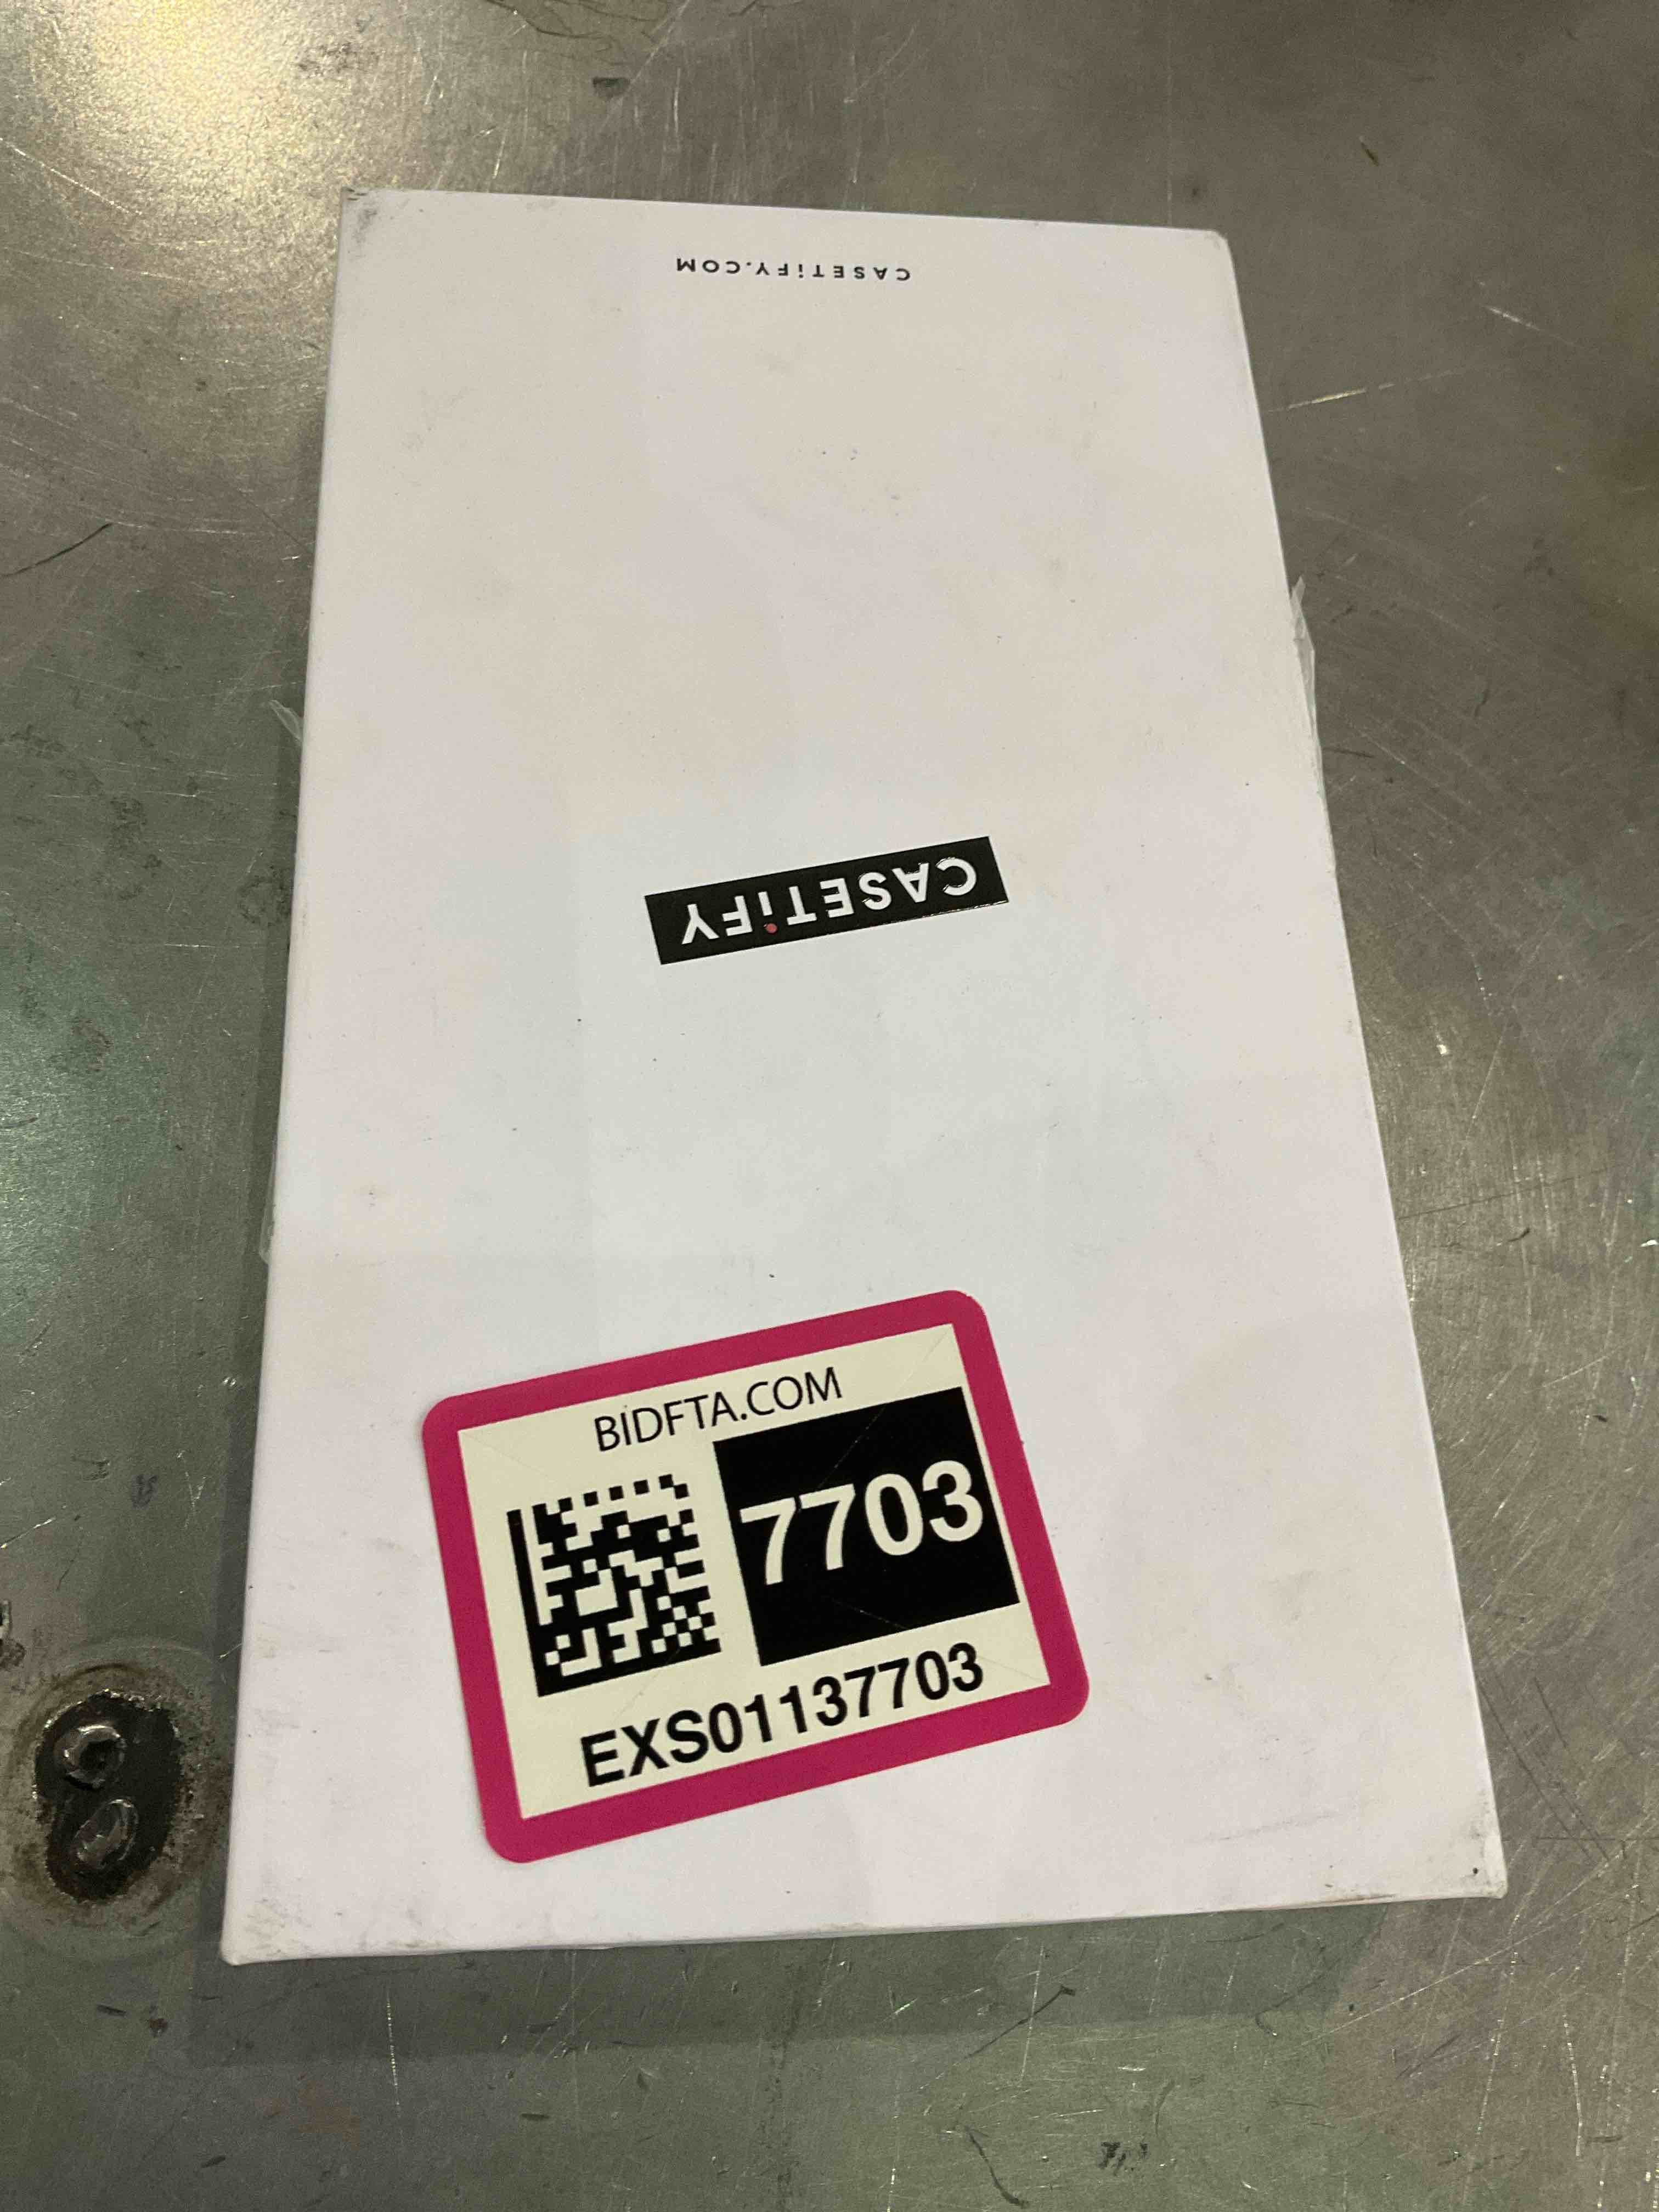 CASETiFY.COM
CASETiFY
BIDFTA.COM
7703
EXS01137703